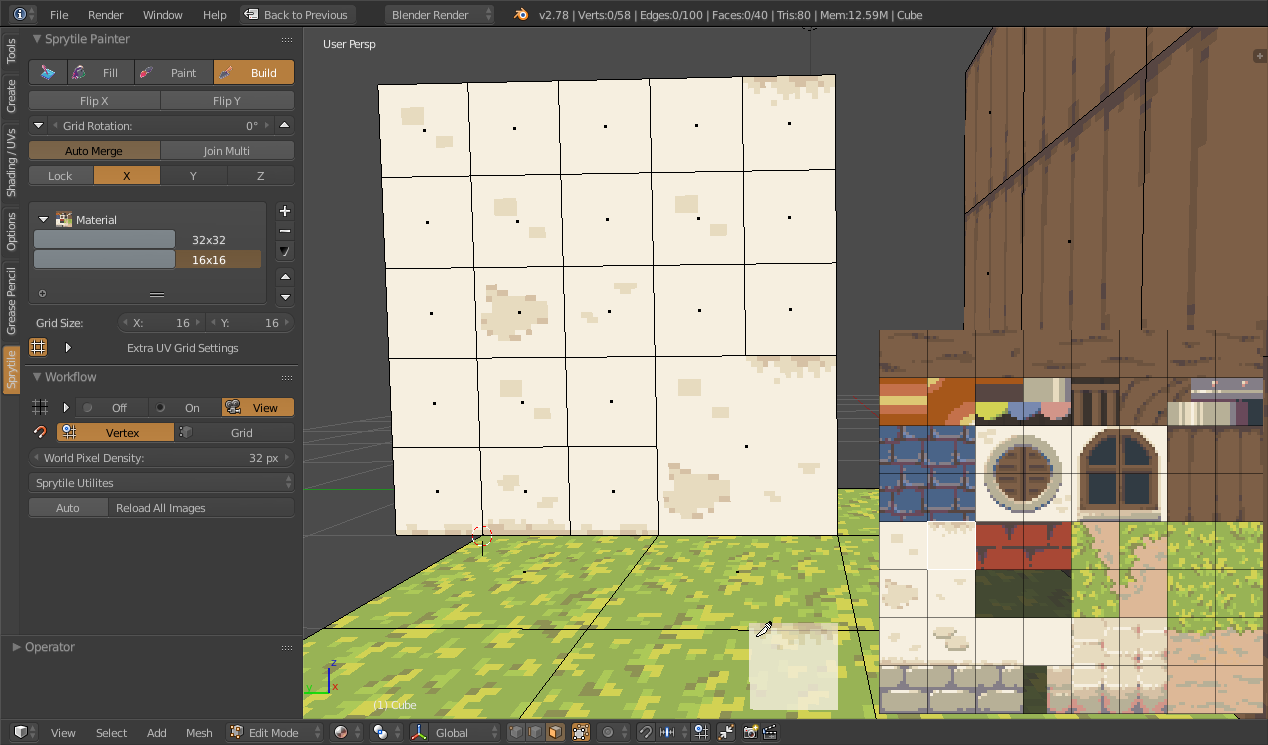 File Render Window Help Back to Previous Blender Render v2.78 | Verts:0/58 | Edges:0/100 | Faces:0/40 | Tris:80 | Mem:12.59M | Cube
Tools
Create
Shading / UVs
Options
Grease Pencil
Sprytile
Sprytile Painter
Fill Paint Build
Flip X Flip Y
Grid Rotation: 0°
Auto Merge Join Multi
Lock X Y Z
Material
32x32
16x16
Grid Size: X: 16 Y: 16
Extra UV Grid Settings
Workflow
Off On View
Vertex Grid
World Pixel Density: 32 px
Sprytile Utilites
Auto Reload All Images
Operator
User Persp
z
y
x
(1) Cube
View Select Add Mesh Edit Mode Global